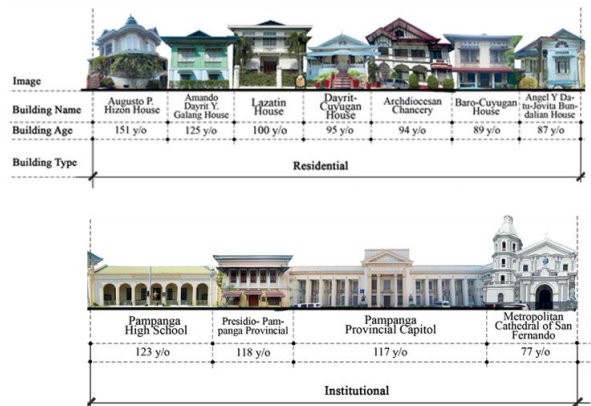 Image
Building Name
Augusto P.
Hizon House
Amando
Dayrit Y.
Galang House
Lazatin
House
Dayrit-
Cuyugan
House
Archdiocesan
Chancery
Baro-Cuyugan
House
Angel Y Da-
tu-Jovita Bun-
dalian House
Building Age
151 y/o
125 y/o
100 y/o
95 y/o
94 y/o
89 y/o
87 y/o
Building Type
Residential
Pampanga
High School
Presidio- Pam-
panga Provincial
Pampanga
Provincial Capitol
Metropolitan
Cathedral of San
Fernando
123 y/o
118 y/o
117 y/o
77 y/o
Institutional